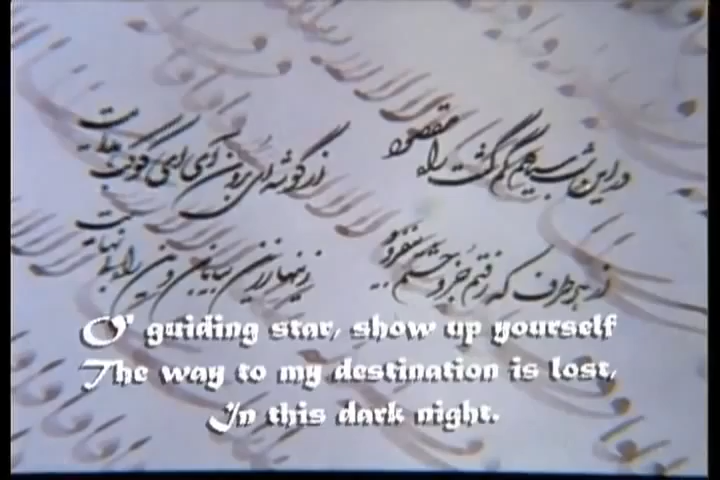 در این شب سیاهم گم گشت راه مقصود
از گوشه ای برون آی ای کوکب هدایت
از هر طرف که رفتم جز وحشتم نیفزود
زنهار ازین بیابان وین راه بی نهایت
O' guiding star, show up yourself
The way to my destination is lost,
In this dark night.